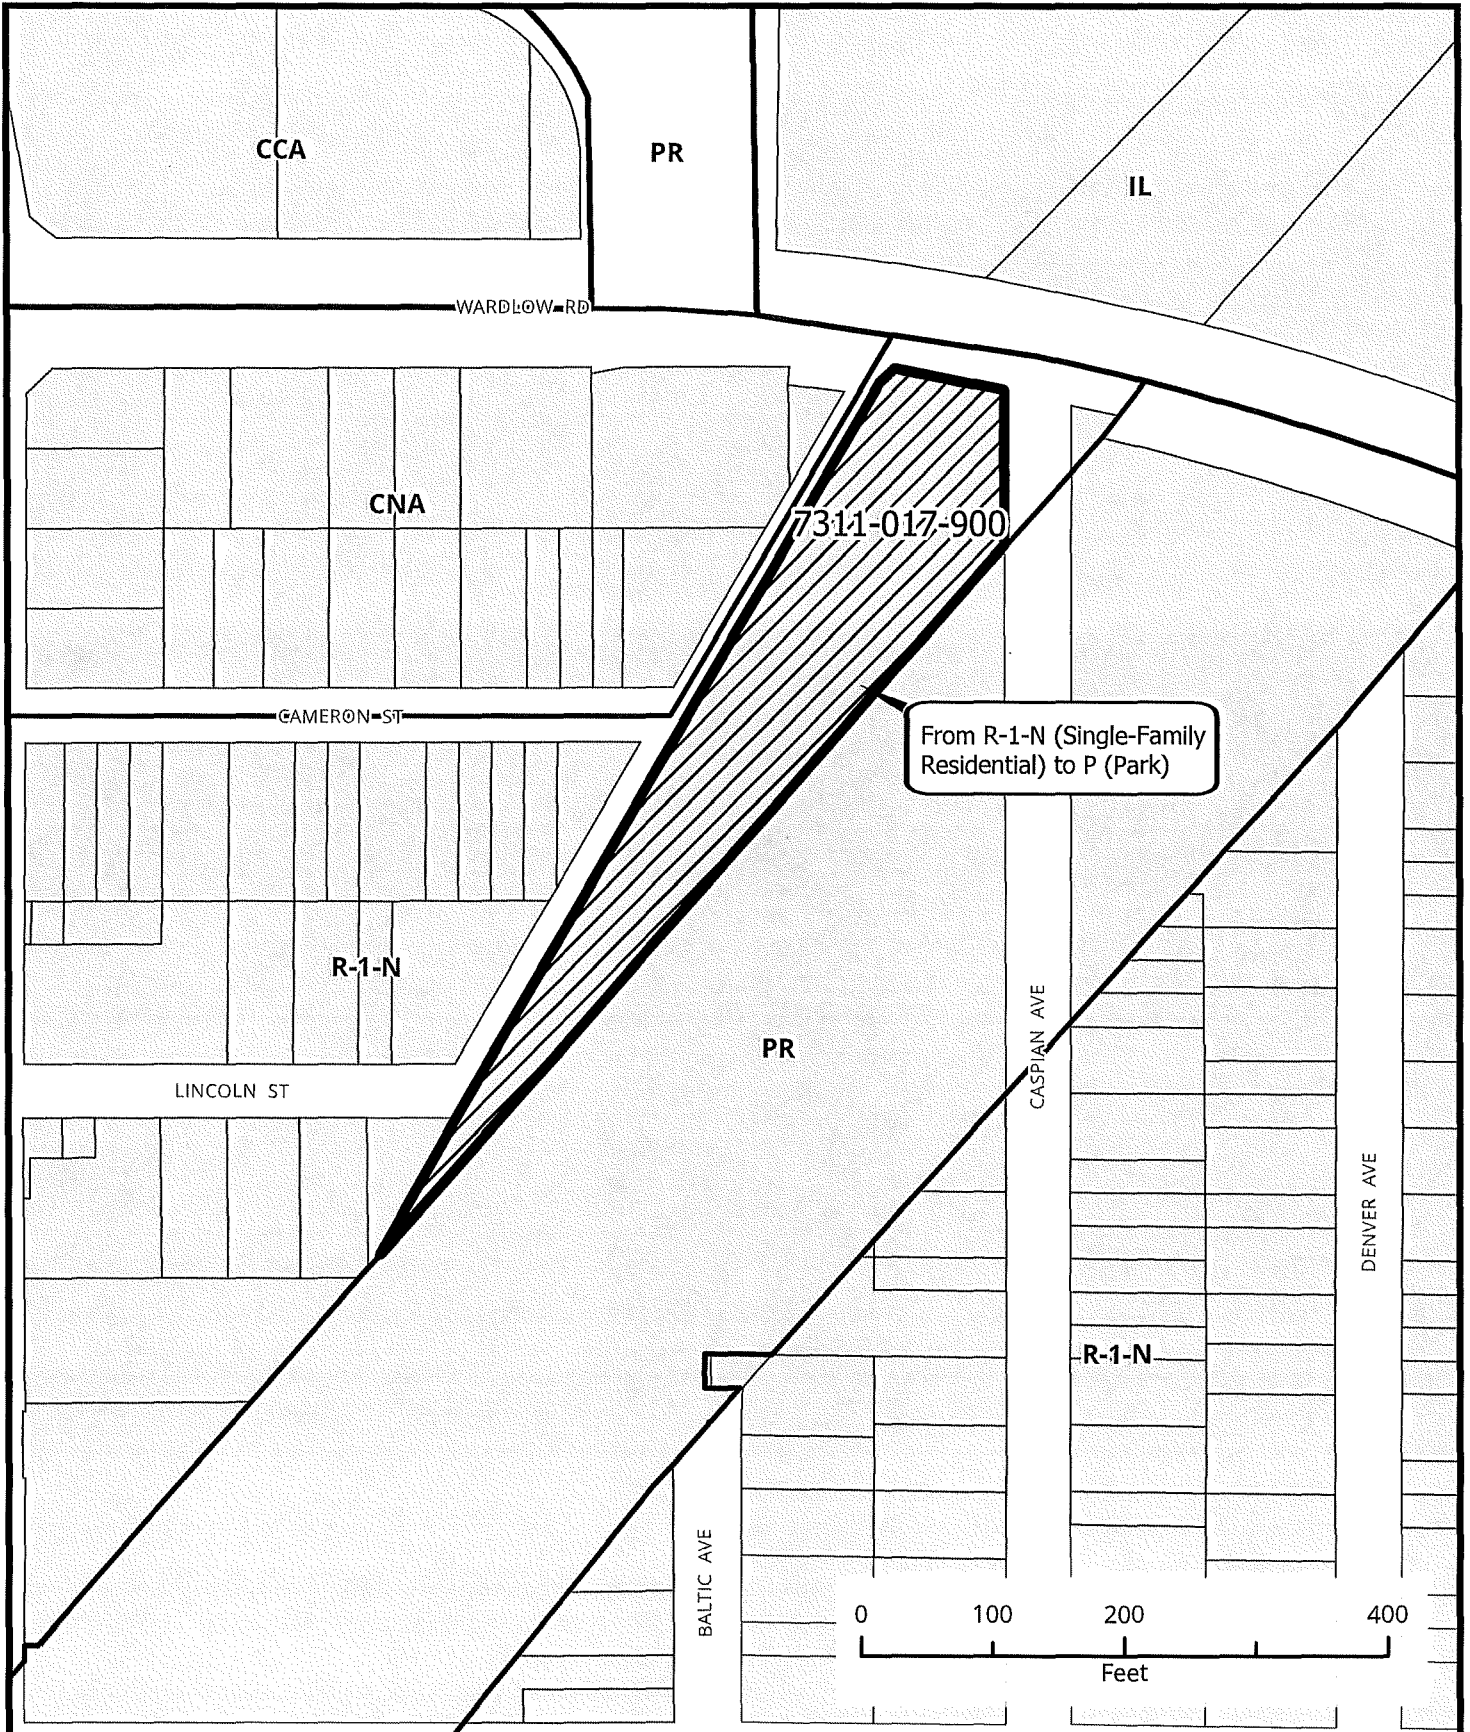 CCA
PR
IL
WARDLOW RD
CNA
7311-017-900
CAMERON ST
From R-1-N (Single-Family
Residential) to P (Park)
R-1-N
PR
CASPIAN AVE
LINCOLN ST
DENVER AVE
R-1-N
BALTIC AVE
0 100 200 400
Feet